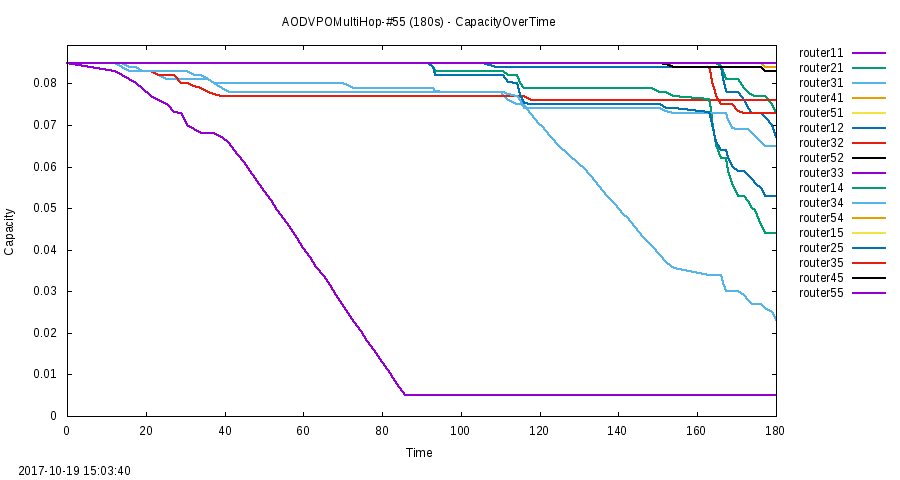 AODVPOMultiHop-#55 (180s) - CapacityOverTime
Capacity
0.08
0.07
0.06
0.05
0.04
0.03
0.02
0.01
0
0 20 40 60 80 100 120 140 160 180
Time
router11
router21
router31
router41
router51
router12
router32
router52
router33
router14
router34
router54
router15
router25
router35
router45
router55
2017-10-19 15:03:40